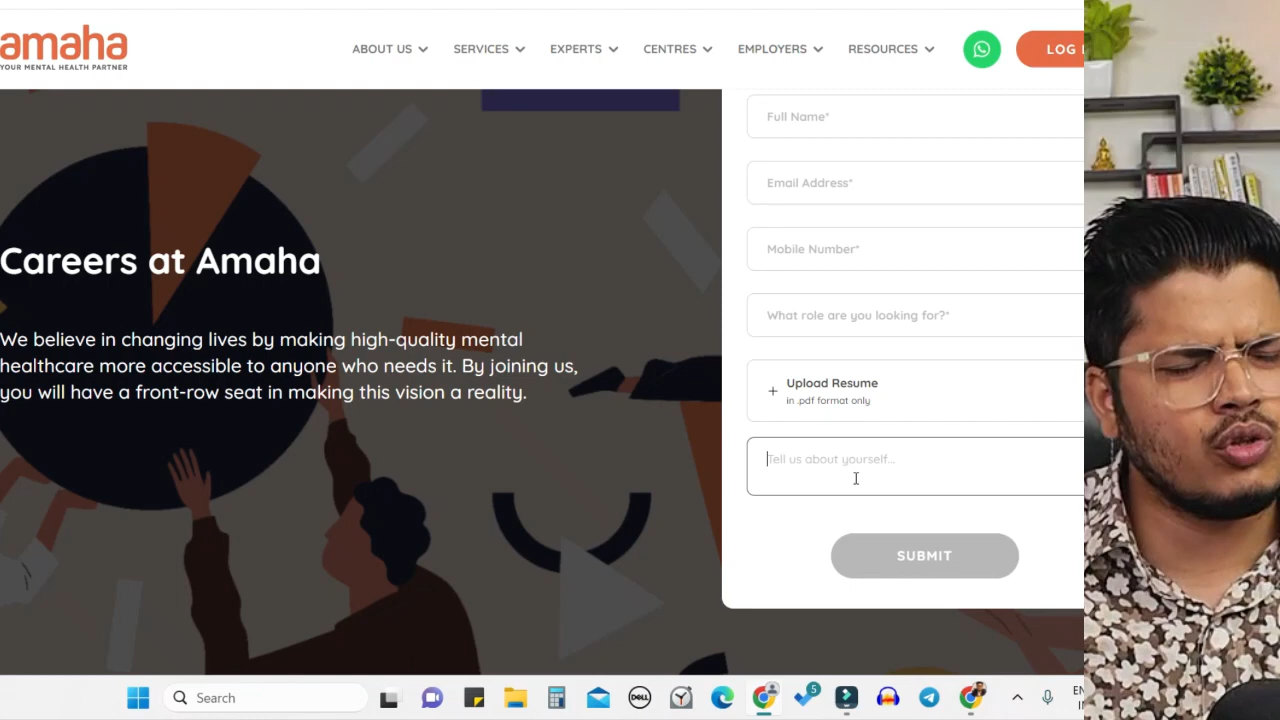 amaha
YOUR MENTAL HEALTH PARTNER
ABOUT US
SERVICES
EXPERTS
CENTRES
EMPLOYERS
RESOURCES
LOG
Full Name*
Email Address*
Mobile Number*
What role are you looking for?*
Upload Resume
in .pdf format only
Tell us about yourself...
SUBMIT
Careers at Amaha
We believe in changing lives by making high-quality mental
healthcare more accessible to anyone who needs it. By joining us,
you will have a front-row seat in making this vision a reality.
Search
DELL
5